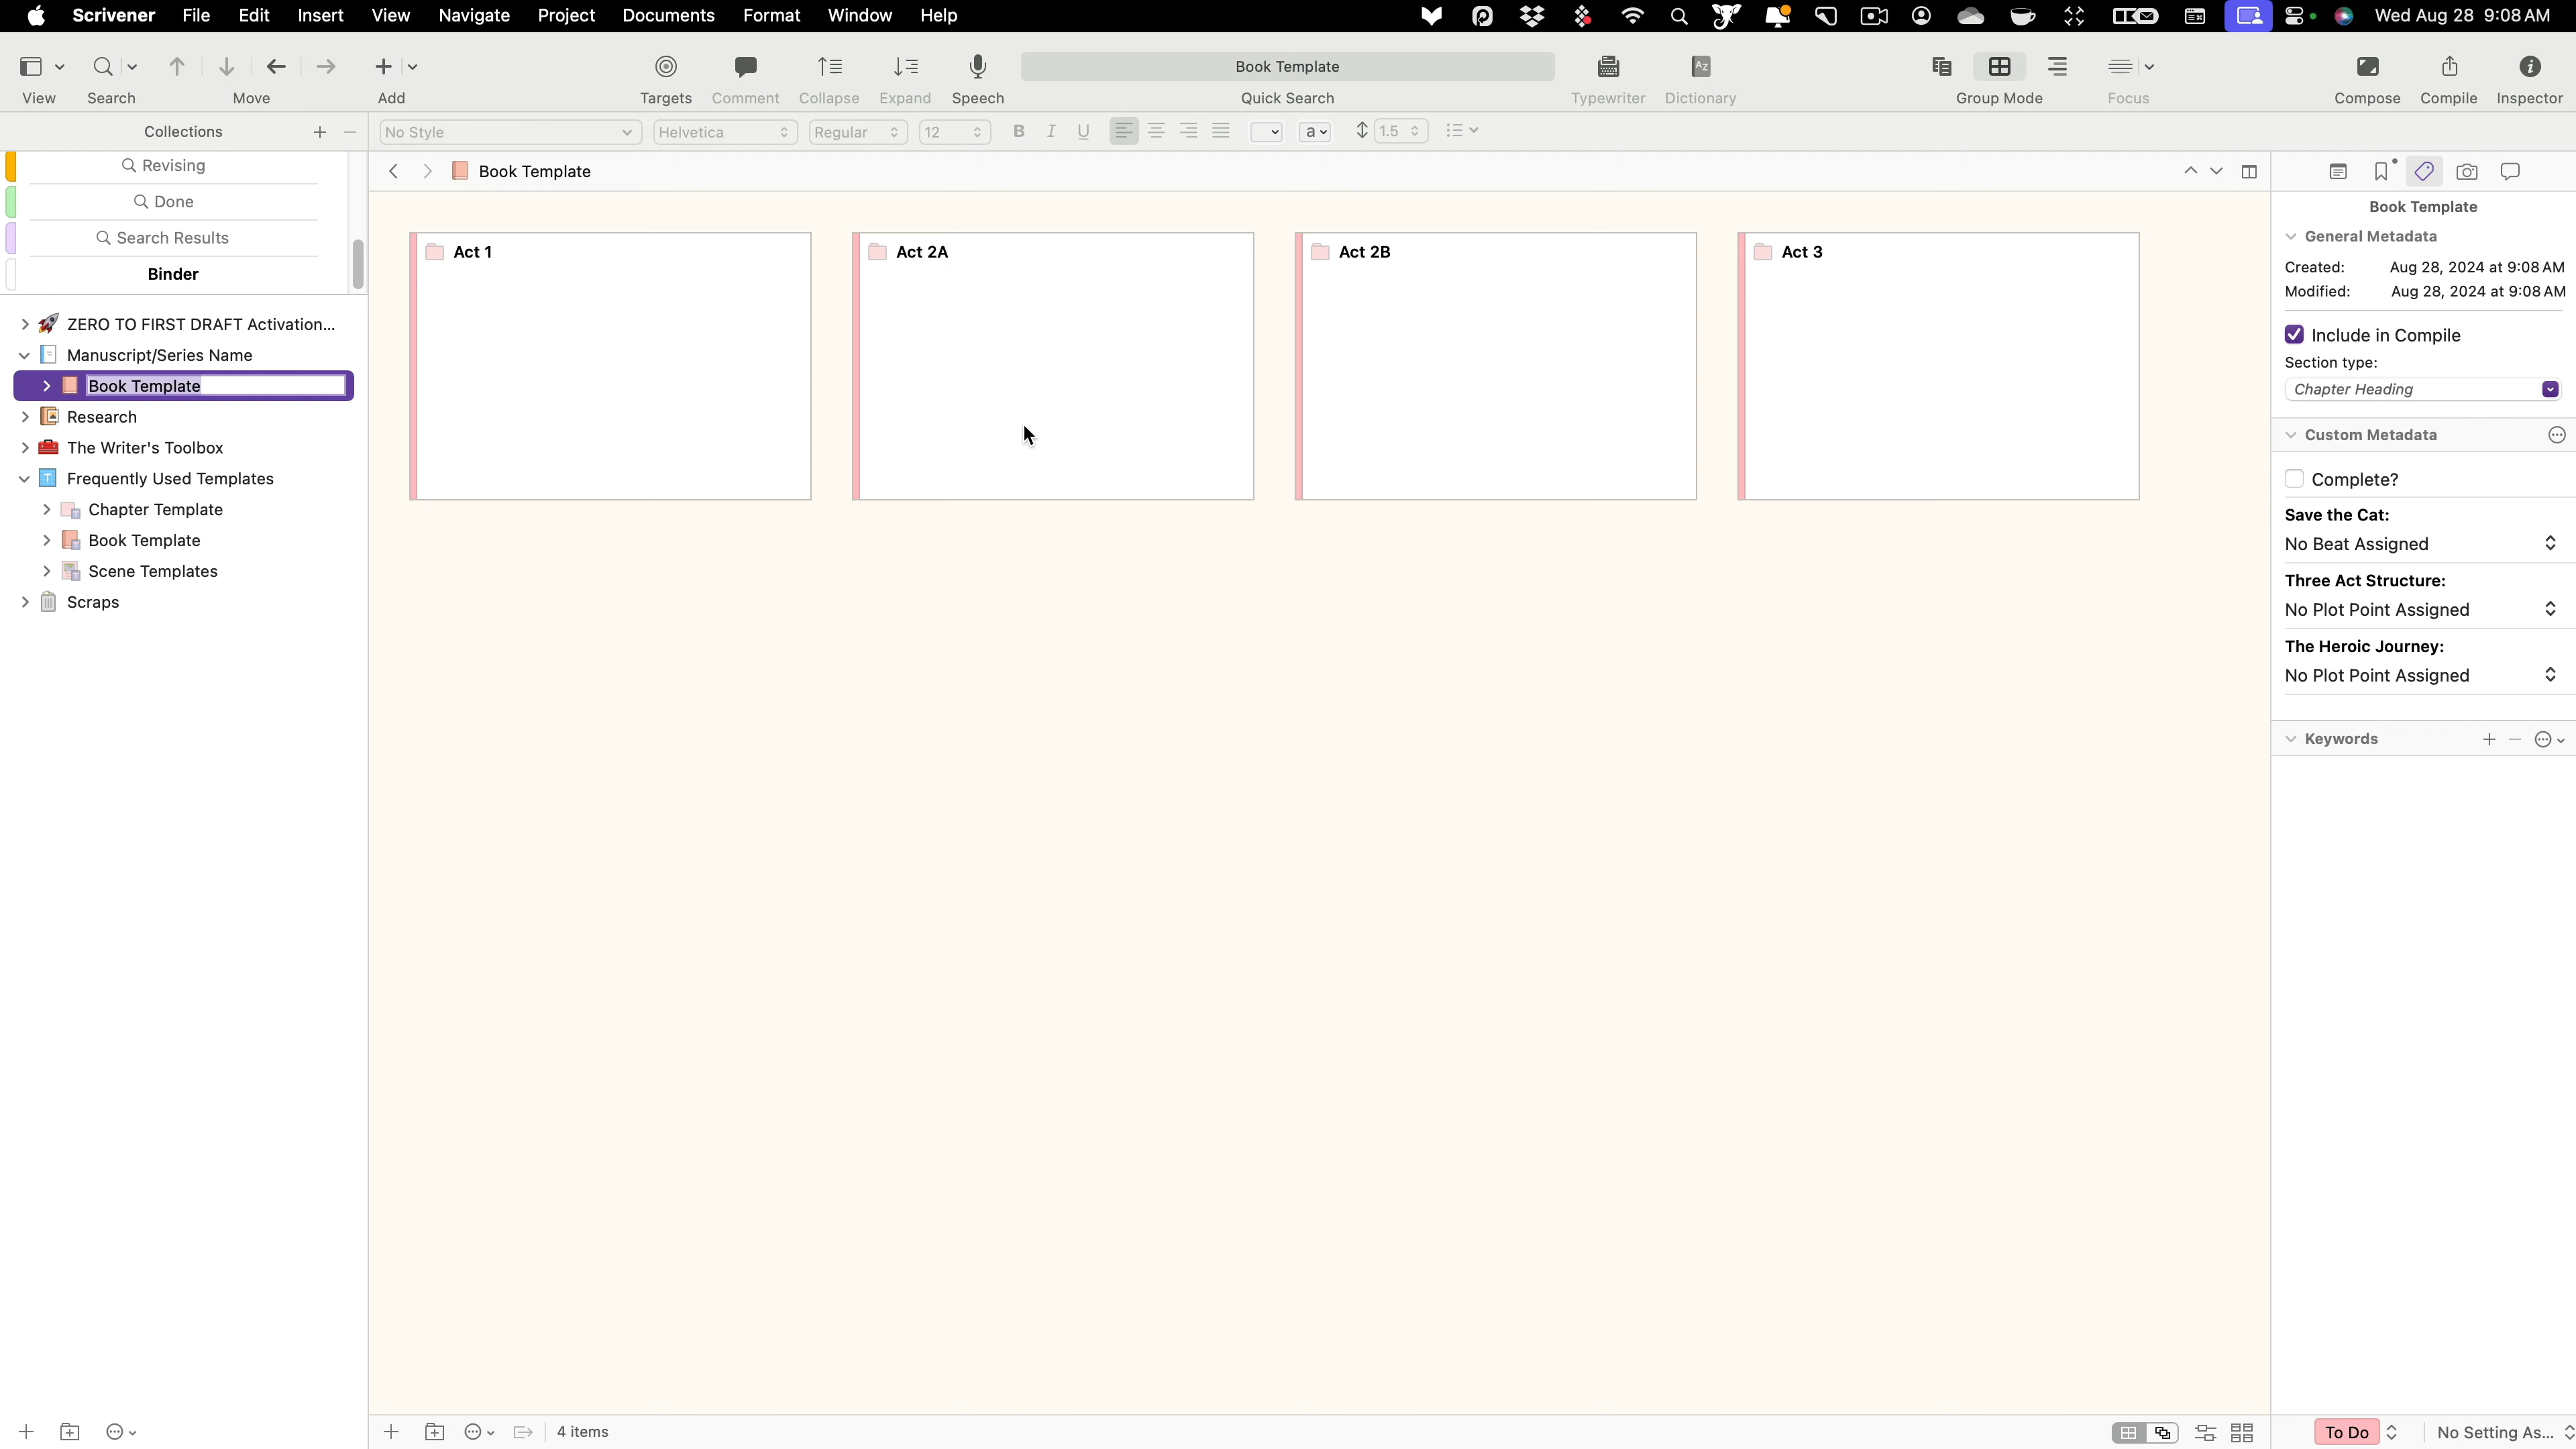 Scrivener File Edit Insert View Navigate Project Documents Format Window Help Wed Aug 28 9:08 AM
Book Template
View Search Move Add Targets Comment Collapse Expand Speech Quick Search Typewriter Dictionary Group Mode Focus Compose Compile Inspector
Collections
No Style Helvetica Regular 12 B I U a 1.5
Revising
Done
Search Results
Binder
ZERO TO FIRST DRAFT Activation...
Manuscript/Series Name
Book Template
Research
The Writer's Toolbox
Frequently Used Templates
Chapter Template
Book Template
Scene Templates
Scraps
Book Template
Act 1
Act 2A
Act 2B
Act 3
4 items
Book Template
General Metadata
Created: Aug 28, 2024 at 9:08 AM
Modified: Aug 28, 2024 at 9:08 AM
Include in Compile
Section type:
Chapter Heading
Custom Metadata
Complete?
Save the Cat:
No Beat Assigned
Three Act Structure:
No Plot Point Assigned
The Heroic Journey:
No Plot Point Assigned
Keywords
To Do No Setting As...